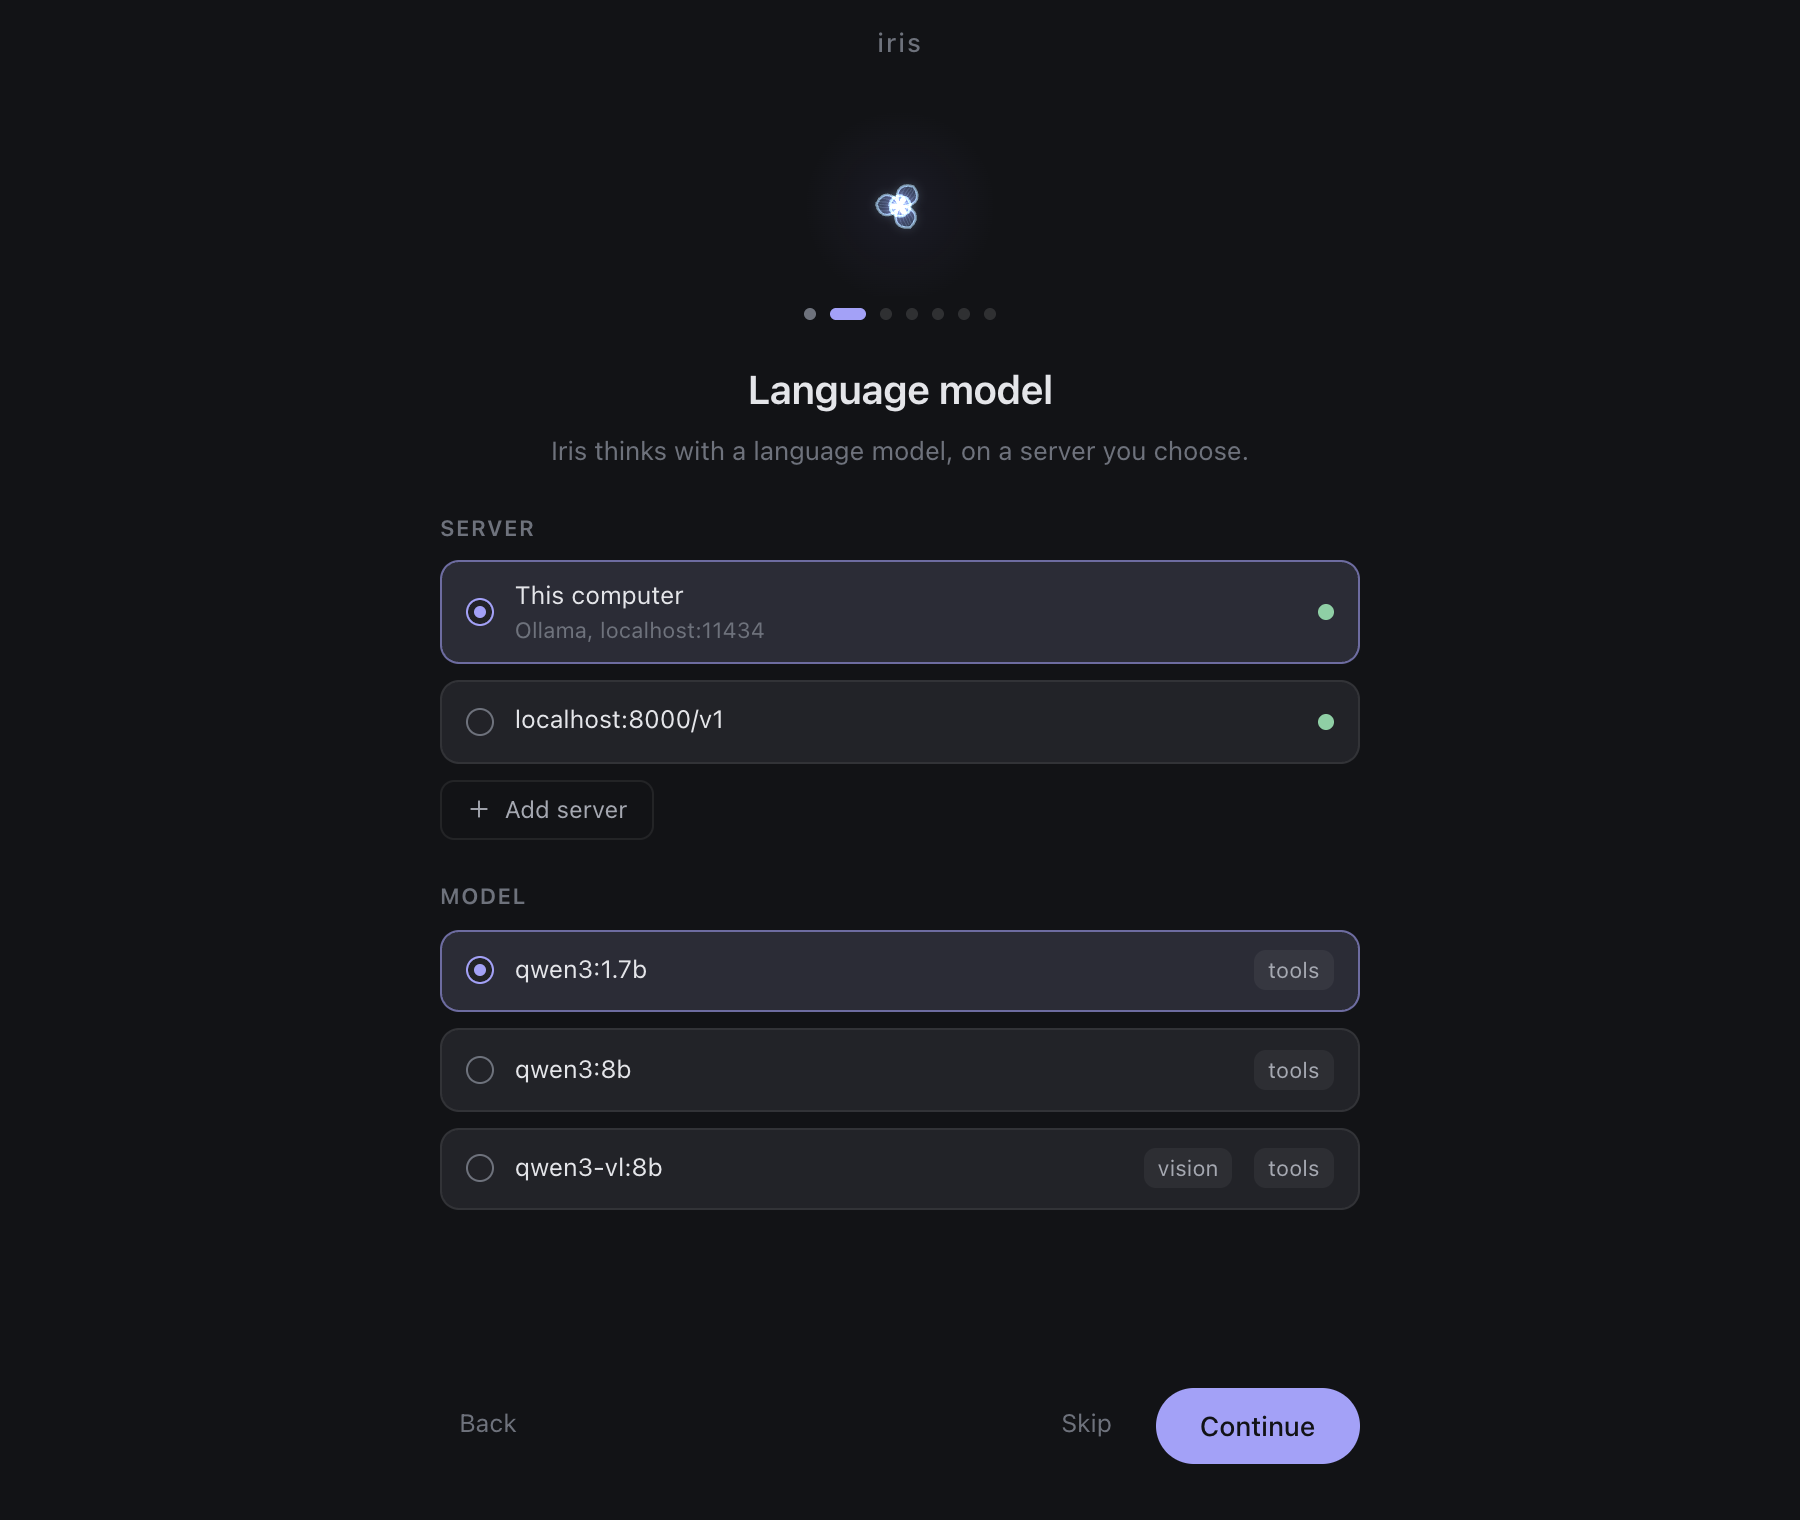 iris
Language model
Iris thinks with a language model, on a server you choose.
SERVER
This computer
Ollama, localhost:11434
localhost:8000/v1
+ Add server
MODEL
qwen3:1.7b tools
qwen3:8b tools
qwen3-vl:8b vision tools
Back Skip Continue